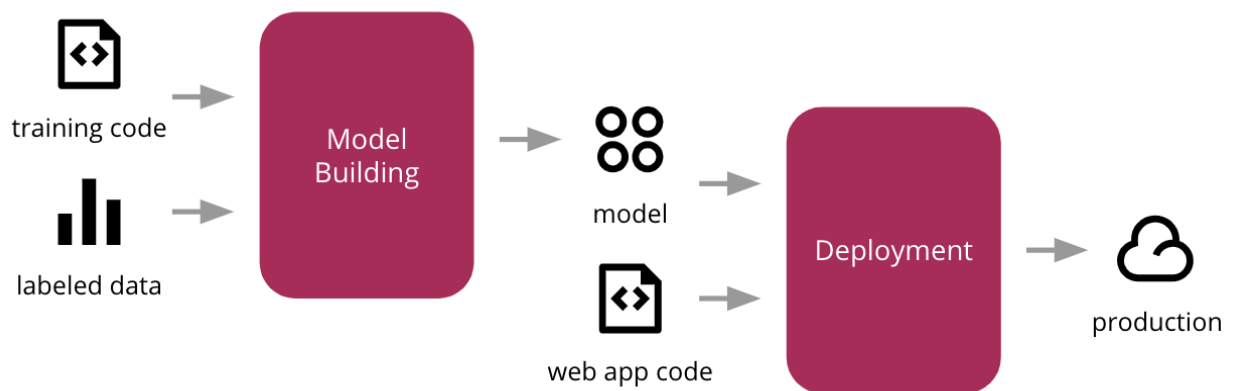 training code
labeled data
Model
Building
model
web app code
Deployment
production